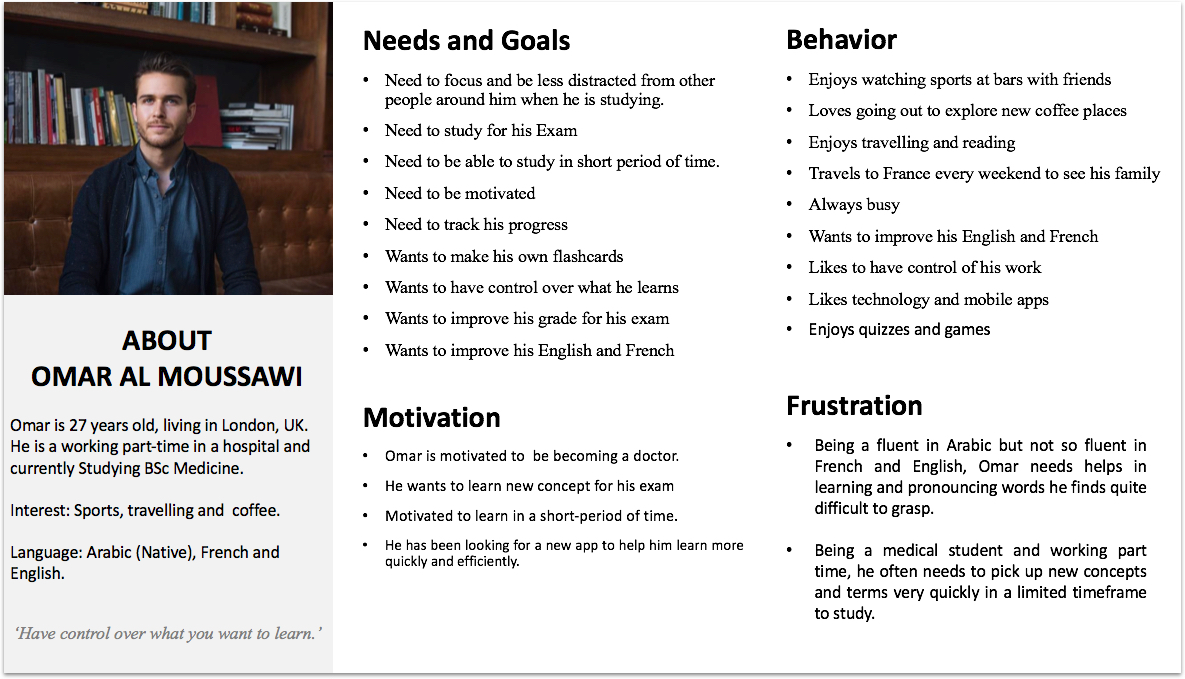 ABOUT
OMAR AL MOUSSAWI
Omar is 27 years old, living in London, UK.
He is a working part-time in a hospital and
currently Studying BSc Medicine.
Interest: Sports, travelling and  coffee.
Language: Arabic (Native), French and
English.
‘Have control over what you want to learn.’
Needs and Goals
• Need to focus and be less distracted from other
people around him when he is studying.
• Need to study for his Exam
• Need to be able to study in short period of time.
• Need to be motivated
• Need to track his progress
• Wants to make his own flashcards
• Wants to have control over what he learns
• Wants to improve his grade for his exam
• Wants to improve his English and French
Motivation
• Omar is motivated to  be becoming a doctor.
• He wants to learn new concept for his exam
• Motivated to learn in a short-period of time.
• He has been looking for a new app to help him learn more
quickly and efficiently.
Behavior
• Enjoys watching sports at bars with friends
• Loves going out to explore new coffee places
• Enjoys travelling and reading
• Travels to France every weekend to see his family
• Always busy
• Wants to improve his English and French
• Likes to have control of his work
• Likes technology and mobile apps
• Enjoys quizzes and games
Frustration
• Being a fluent in Arabic but not so fluent in
French and English, Omar needs helps in
learning and pronouncing words he finds quite
difficult to grasp.
• Being a medical student and working part
time, he often needs to pick up new concepts
and terms very quickly in a limited timeframe
to study.